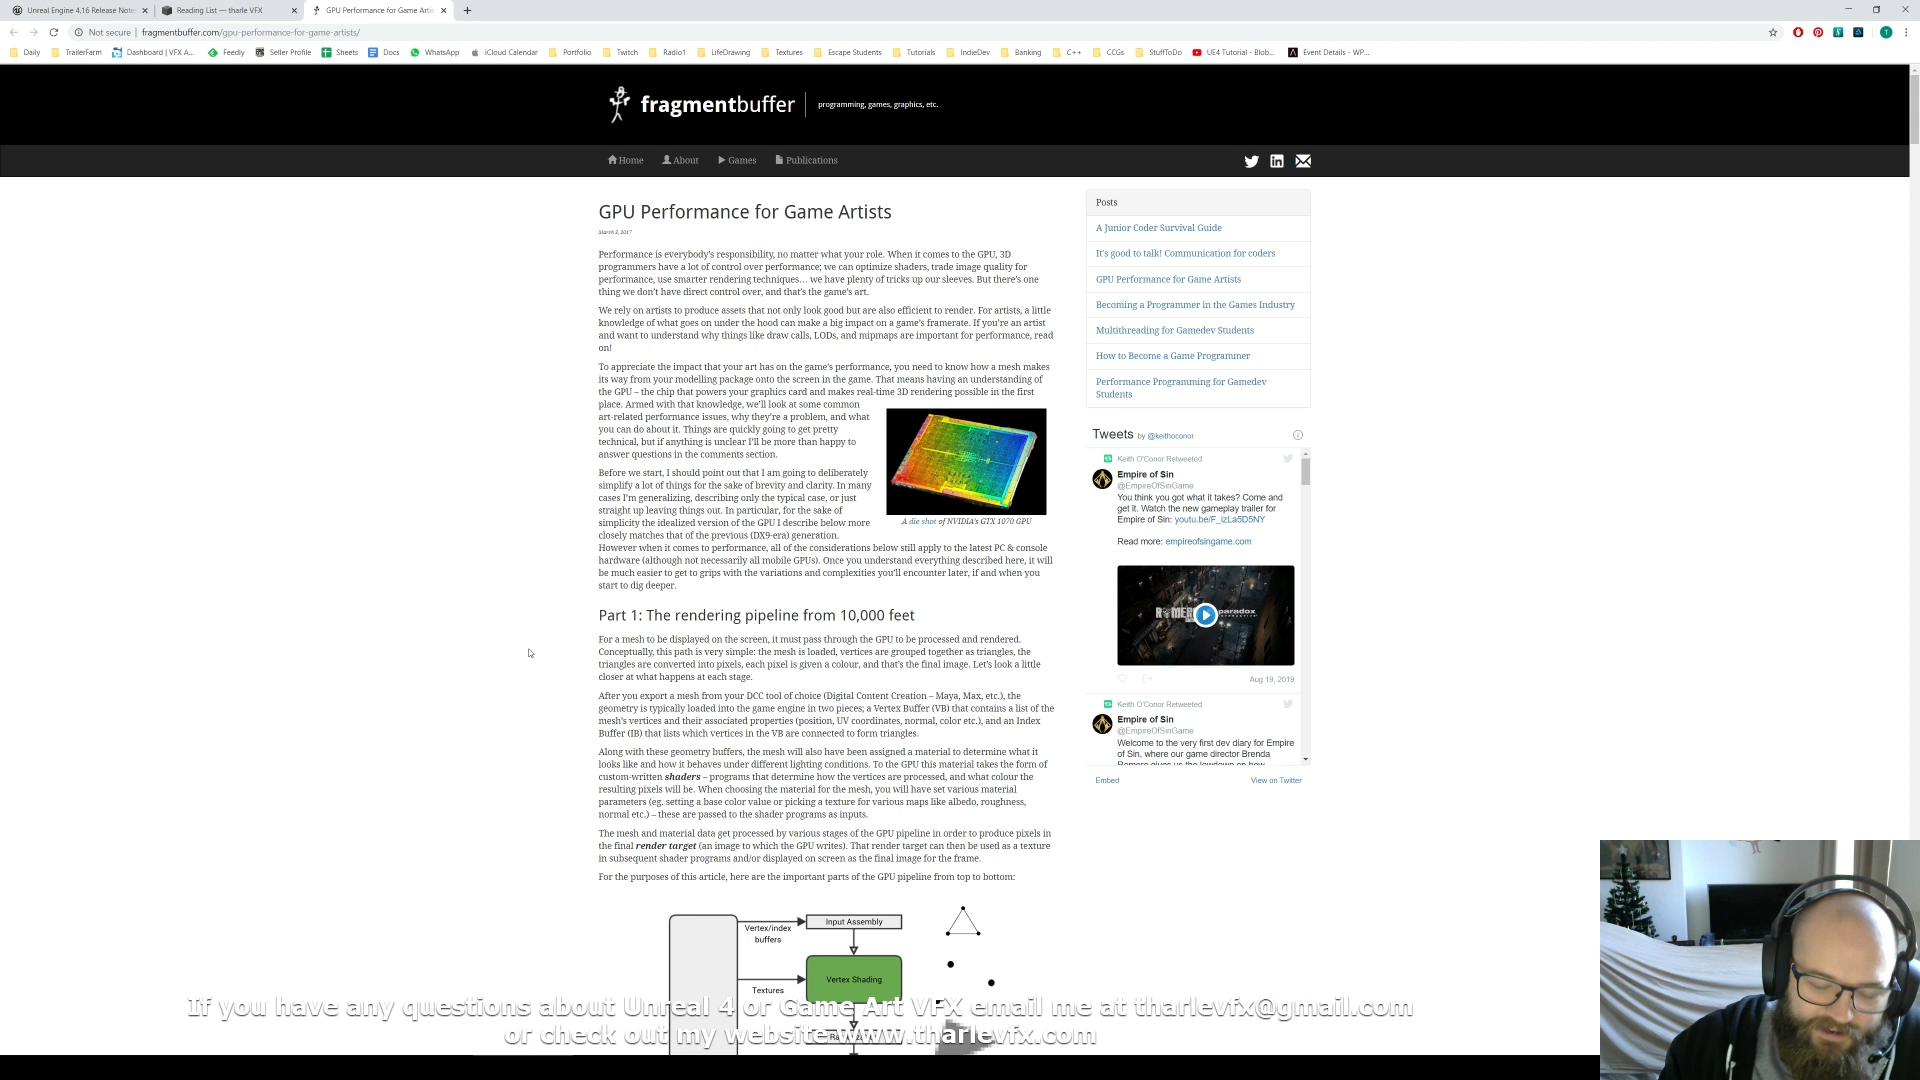 Unreal Engine 4.16 Release Note
Reading List — tharle VFX
GPU Performance for Game Artis
Not secure
fragmentbuffer.com/gpu-performance-for-game-artists/
Daily
TrailerFarm
Dashboard | VFX A...
Feedly
Seller Profile
Sheets
Docs
WhatsApp
iCloud Calendar
Portfolio
Twitch
Radio1
LifeDrawing
Textures
Escape Students
Tutorials
IndieDev
Banking
C++
CCGs
StuffToDo
UE4 Tutorial - Blob...
Event Details - WP...
fragmentbuffer
programming, games, graphics, etc.
Home
About
Games
Publications
GPU Performance for Game Artists
March 3, 2017
Performance is everybody's responsibility, no matter what your role. When it comes to the GPU, 3D
programmers have a lot of control over performance; we can optimize shaders, trade image quality for
performance, use smarter rendering techniques… we have plenty of tricks up our sleeves. But there's one
thing we don't have direct control over, and that's the game's art.
We rely on artists to produce assets that not only look good but are also efficient to render. For artists, a little
knowledge of what goes on under the hood can make a big impact on a game's framerate. If you're an artist
and want to understand why things like draw calls, LODs, and mipmaps are important for performance, read
on!
To appreciate the impact that your art has on the game's performance, you need to know how a mesh makes
its way from your modelling package onto the screen in the game. That means having an understanding of
the GPU – the chip that powers your graphics card and makes real-time 3D rendering possible in the first
place. Armed with that knowledge, we'll look at some common
art-related performance issues, why they're a problem, and what
you can do about it. Things are quickly going to get pretty
technical, but if anything is unclear I'll be more than happy to
answer questions in the comments section.
Before we start, I should point out that I am going to deliberately
simplify a lot of things for the sake of brevity and clarity. In many
cases I'm generalizing, describing only the typical case, or just
straight up leaving things out. In particular, for the sake of
simplicity the idealized version of the GPU I describe below more
closely matches that of the previous (DX9-era) generation.
However when it comes to performance, all of the considerations below still apply to the latest PC & console
hardware (although not necessarily all mobile GPUs). Once you understand everything described here, it will
be much easier to get to grips with the variations and complexities you'll encounter later, if and when you
start to dig deeper.
A die shot of NVIDIA's GTX 1070 GPU
Part 1: The rendering pipeline from 10,000 feet
For a mesh to be displayed on the screen, it must pass through the GPU to be processed and rendered.
Conceptually, this path is very simple: the mesh is loaded, vertices are grouped together as triangles, the
triangles are converted into pixels, each pixel is given a colour, and that's the final image. Let's look a little
closer at what happens at each stage.
After you export a mesh from your DCC tool of choice (Digital Content Creation – Maya, Max, etc.), the
geometry is typically loaded into the game engine in two pieces; a Vertex Buffer (VB) that contains a list of the
mesh's vertices and their associated properties (position, UV coordinates, normal, color etc.), and an Index
Buffer (IB) that lists which vertices in the VB are connected to form triangles.
Along with these geometry buffers, the mesh will also have been assigned a material to determine what it
looks like and how it behaves under different lighting conditions. To the GPU this material takes the form of
custom-written shaders – programs that determine how the vertices are processed, and what colour the
resulting pixels will be. When choosing the material for the mesh, you will have set various material
parameters (eg. setting a base color value or picking a texture for various maps like albedo, roughness,
normal etc.) – these are passed to the shader programs as inputs.
The mesh and material data get processed by various stages of the GPU pipeline in order to produce pixels in
the final render target (an image to which the GPU writes). That render target can then be used as a texture
in subsequent shader programs and/or displayed on screen as the final image for the frame.
For the purposes of this article, here are the important parts of the GPU pipeline from top to bottom:
Vertex/index
buffers
Input Assembly
Vertex Shading
Textures
Posts
A Junior Coder Survival Guide
It's good to talk! Communication for coders
GPU Performance for Game Artists
Becoming a Programmer in the Games Industry
Multithreading for Gamedev Students
How to Become a Game Programmer
Performance Programming for Gamedev
Students
Tweets by @keithoconor
Keith O'Conor Retweeted
Empire of Sin
@EmpireOfSinGame
You think you got what it takes? Come and
get it. Watch the new gameplay trailer for
Empire of Sin: youtu.be/F_izLa5D5NY
Read more: empireofsingame.com
paradox
Aug 19, 2019
Keith O'Conor Retweeted
Empire of Sin
@EmpireOfSinGame
Welcome to the very first dev diary for Empire
of Sin, where our game director Brenda
Romero gives us the lowdown on how
Embed
View on Twitter
If you have any questions about Unreal 4 or Game Art VFX email me at tharlevfx@gmail.com
or check out my website www.tharlevfx.com